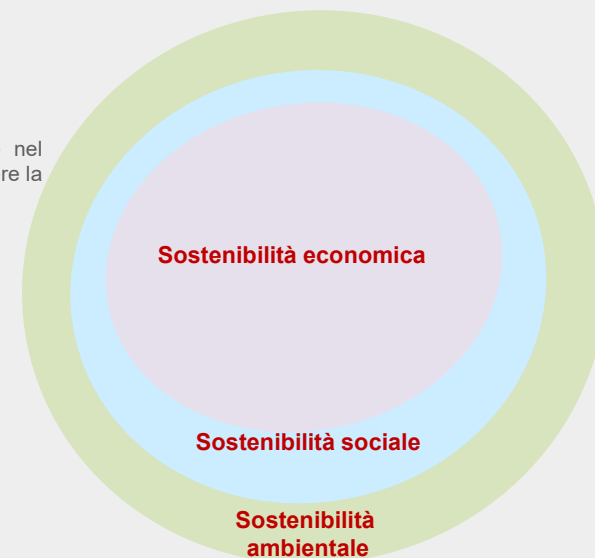 nel
re la
Sostenibilità economica
Sostenibilità sociale
Sostenibilità
ambientale